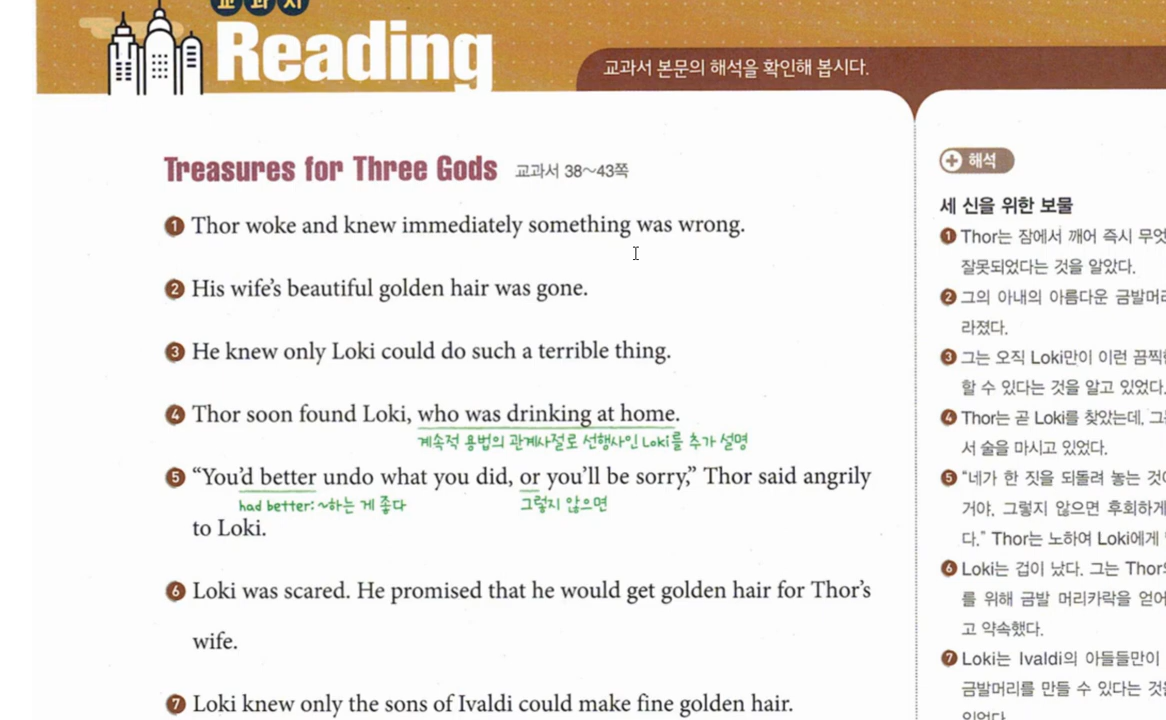 교과서
Reading
교과서 본문의 해석을 확인해 봅시다.
Treasures for Three Gods 교과서 38~43쪽
1 Thor woke and knew immediately something was wrong.
2 His wife's beautiful golden hair was gone.
3 He knew only Loki could do such a terrible thing.
4 Thor soon found Loki, who was drinking at home.
계속적 용법의 관계사절로 선행사인 Loki를 추가 설명
5 “You'd better undo what you did, or you'll be sorry,” Thor said angrily
had better: ~하는 게 좋다 그렇지 않으면
to Loki.
6 Loki was scared. He promised that he would get golden hair for Thor's
wife.
7 Loki knew only the sons of Ivaldi could make fine golden hair.
+ 해석
세 신을 위한 보물
1 Thor는 잠에서 깨어 즉시 무엇
잘못되었다는 것을 알았다.
2 그의 아내의 아름다운 금발머리
라졌다.
3 그는 오직 Loki만이 이런 끔찍한
할 수 있다는 것을 알고 있었다.
4 Thor는 곧 Loki를 찾았는데, 그
서 술을 마시고 있었다.
5 “네가 한 짓을 되돌려 놓는 것이
거야, 그렇지 않으면 후회하게
다.” Thor는 노하여 Loki에게
6 Loki는 겁이 났다. 그는 Thor의
를 위해 금발 머리카락을 얻어
고 약속했다.
7 Loki는 Ivaldi의 아들들만이
금발머리를 만들 수 있다는 것을
있었다